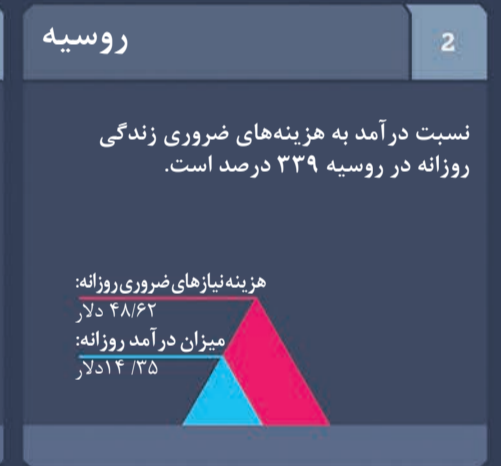 2
روسیه
نسبت درآمد به هزینه‌های ضروری زندگی
روزانه در روسیه ۳۳۹ درصد است.
هزینه نیازهای ضروری روزانه:
۴۸/۶۲ دلار
میزان درآمد روزانه:
۱۴/۳۵ دلار